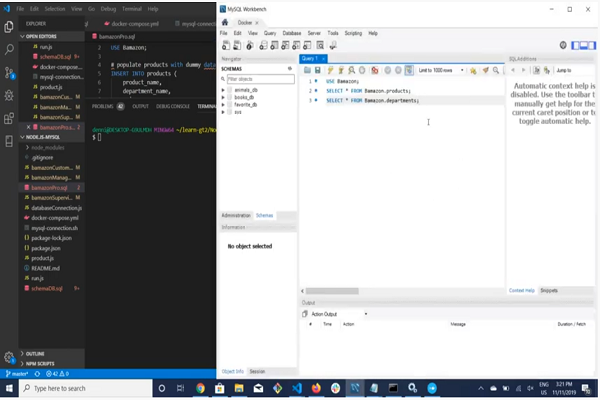 File Edit Selection View Go Debug Terminal Help
EXPLORER
OPEN EDITORS
run.js
schemaDB.sql
docker-compose.yml
mysql-connection...
product.js
bamazonCus...
bamazonMa...
bamazonSup...
bamazonPro.sql 2
NODE.JS-MYSQL
node_modules
.gitignore
bamazonCustom...
bamazonManag...
bamazonPro.sql 2
bamazonSupervi...
databaseConnection.js
docker-compose.yml
mysql-connection.sh
package-lock.json
package.json
product.js
README.md
run.js
schemaDB.sql
OUTLINE
NPM SCRIPTS
master*
docker-compose.yml
mysql-connection
bamazonPro.sql
2 USE Bamazon;
3
4 # populate products with dummy data
5 INSERT INTO products (
6 product_name,
7 department_name,
PROBLEMS 42 OUTPUT DEBUG CONSOLE TERMINAL
MINGW64 ~/learn-gt2/No
$
MySQL Workbench
Docker
File Edit View Query Database Server Tools Scripting Help
Navigator
SCHEMAS
Filter objects
animals_db
books_db
favorite_db
sys
Administration Schemas
Information
No object selected
Object Info Session
Query 1
Limit to 1000 rows
1 USE Bamazon;
2 SELECT * FROM Bamazon.products;
3 SELECT * FROM Bamazon.departments;
SQL Additions
Jump to
Automatic context help is
disabled. Use the toolbar to
manually get help for the
current caret position or to
toggle automatic help.
Context Help Snippets
Output
Action Output
# Time Action Message Duration / Fetch
Type here to search
ENG
US
3:21 PM
11/11/2019